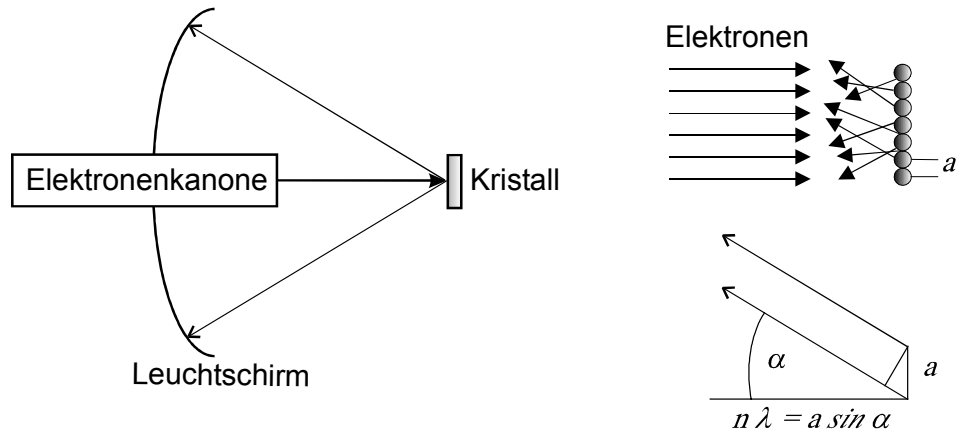 Elektronenkanone
Kristall
Leuchtschirm
Elektronen
a
α
a
n λ = a sin α